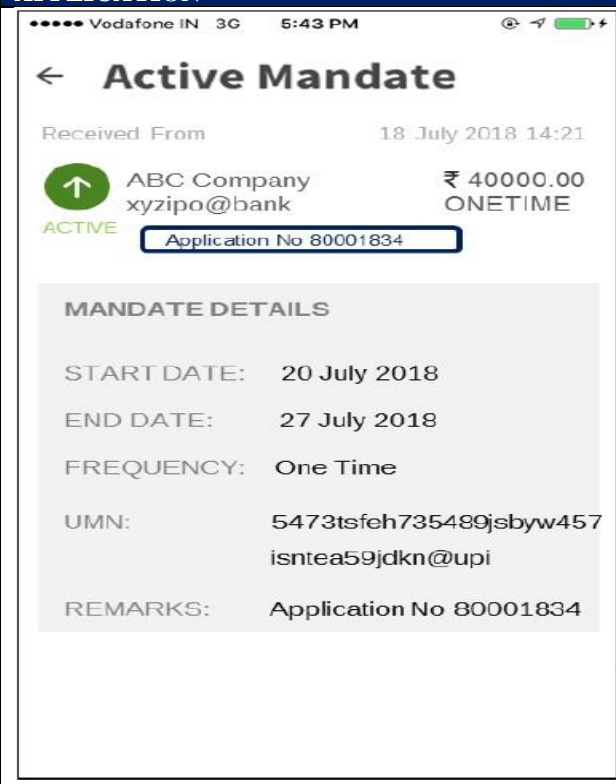 ●●●●● Vodafone IN 3G 5:43 PM
← Active Mandate
Received From 18 July 2018 14:21
ABC Company ₹ 40000.00
xyzipo@bank ONETIME
ACTIVE
Application No 80001834
MANDATE DETAILS
START DATE: 20 July 2018
END DATE: 27 July 2018
FREQUENCY: One Time
UMN: 5473tsfeh735489jsbyw457
isntea59jdkn@upi
REMARKS: Application No 80001834